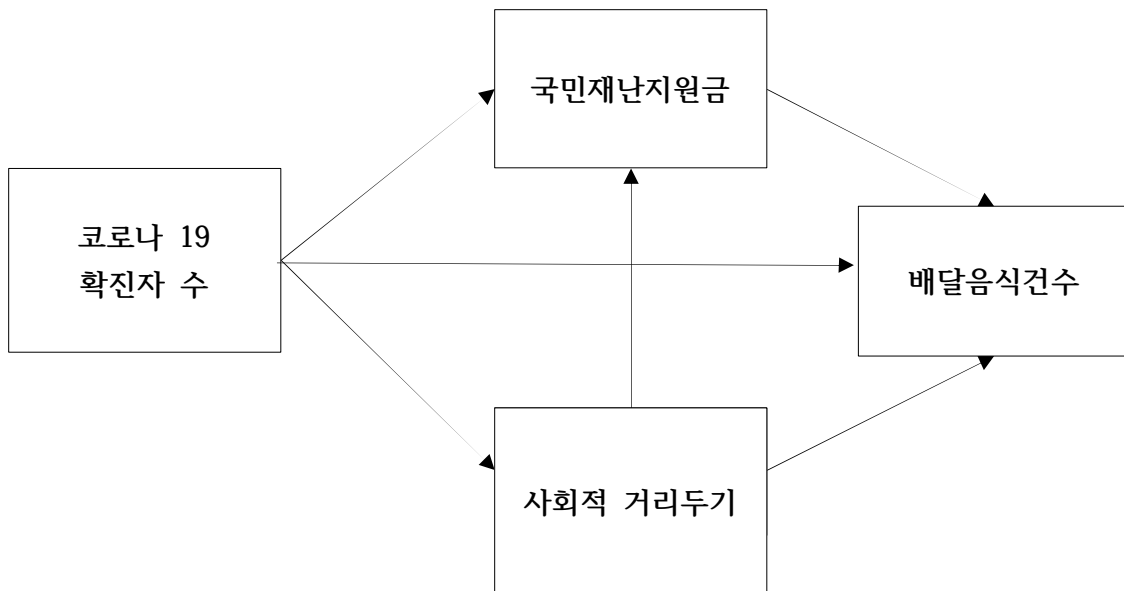 국민재난지원금
코로나 19
확진자 수
배달음식건수
사회적 거리두기